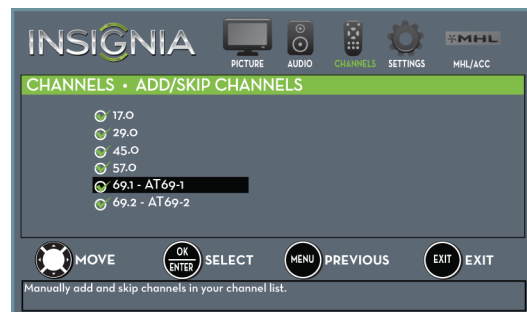 INSIGNIA
PICTURE AUDIO CHANNELS SETTINGS MHL MHL/ACC
CHANNELS • ADD/SKIP CHANNELS
17.0
29.0
45.0
57.0
69.1 - AT69-1
69.2 - AT69-2
MOVE OK ENTER SELECT MENU PREVIOUS EXIT EXIT
Manually add and skip channels in your channel list.